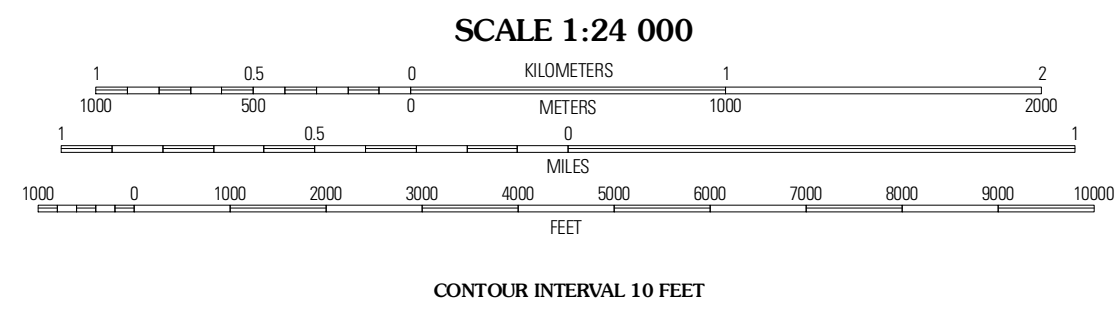 SCALE 1:24 000
KILOMETERS
1 0.5 0 1 2
1000 500 0 METERS 1000 2000
1 0.5 0 1
MILES
1000 0 1000 2000 3000 4000 5000 6000 7000 8000 9000 10000
FEET
CONTOUR INTERVAL 10 FEET